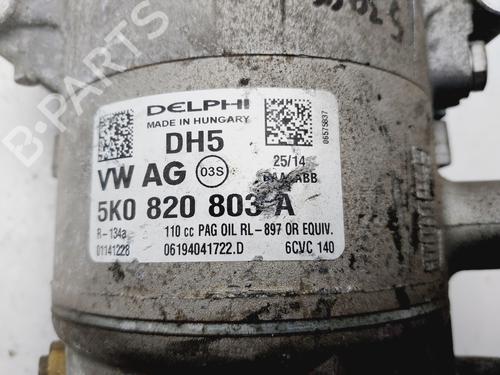 B-PARTS
DELPHI
MADE IN HUNGARY
DH5
06575837
VW AG 03S
25/14
5K0 820 803 A
R-134a
110 cc PAG OIL RL-897 OR EQUIV.
01141228
06194041722.D
6CVC 140